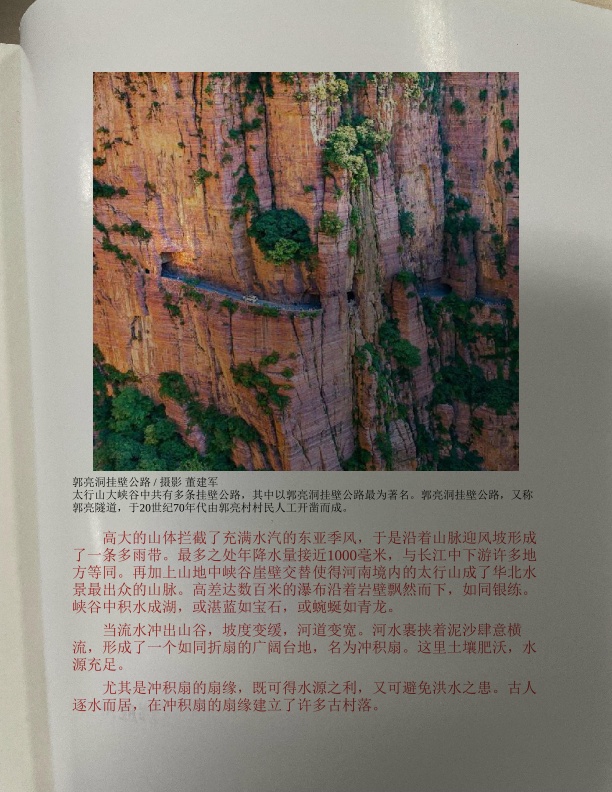 郭亮洞挂壁公路 / 摄影 董建军
太行山大峡谷中共有多条挂壁公路，其中以郭亮洞挂壁公路最为著名。郭亮洞挂壁公路，又称
郭亮隧道，于20世纪70年代由郭亮村村民人工开凿而成。
高大的山体拦截了充满水汽的东亚季风，于是沿着山脉迎风坡形成
了一条多雨带。最多之处年降水量接近1000毫米，与长江中下游许多地
方等同。再加上山地中峡谷崖壁交替使得河南境内的太行山成了华北水
景最出众的山脉。高差达数百米的瀑布沿着岩壁飘然而下，如同银练。
峡谷中积水成湖，或湛蓝如宝石，或蜿蜒如青龙。
当流水冲出山谷，坡度变缓，河道变宽。河水裹挟着泥沙肆意横
流，形成了一个如同折扇的广阔台地，名为冲积扇。这里土壤肥沃，水
源充足。
尤其是冲积扇的扇缘，既可得水源之利，又可避免洪水之患。古人
逐水而居，在冲积扇的扇缘建立了许多古村落。